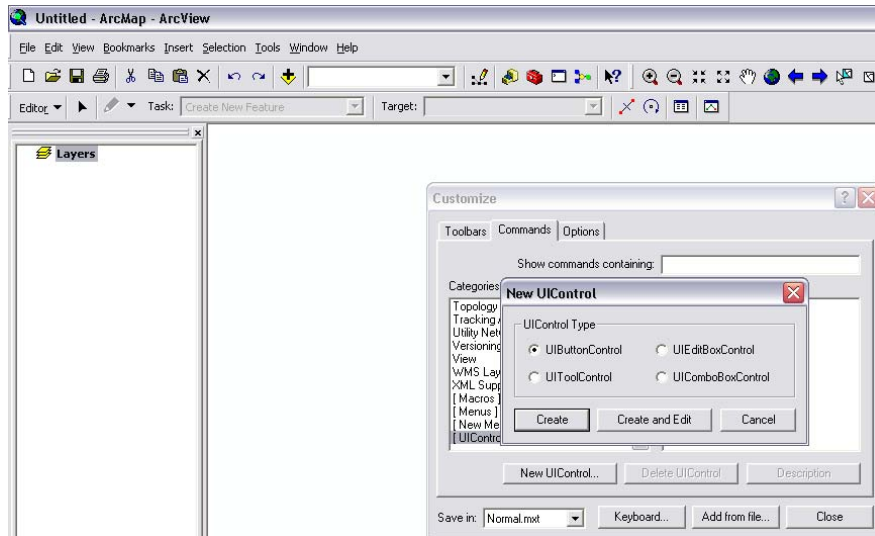 Untitled - ArcMap - ArcView
File Edit View Bookmarks Insert Selection Tools Window Help
Editor Task: Create New Feature Target:
Layers
Customize
Toolbars Commands Options
Show commands containing:
Categories
Topology
Tracking
Utility Net
Versioning
View
WMS Lay
XML Supp
[ Macros ]
[ Menus ]
[ New Me
[ UIContro
New UIControl
UIControl Type
UIButtonControl UIEditBoxControl
UIToolControl UIComboBoxControl
Create Create and Edit Cancel
New UIControl... Delete UIControl Description
Save in: Normal.mxt Keyboard... Add from file... Close